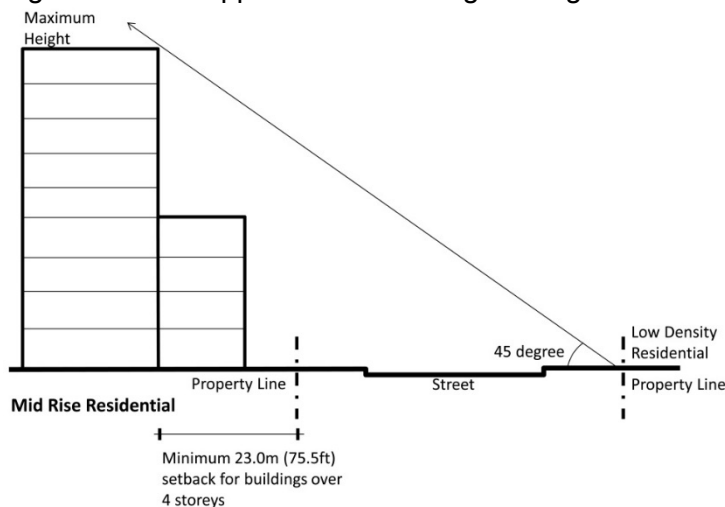 Maximum
Height
45 degree
Low Density
Residential
Property Line
Street
Property Line
Mid Rise Residential
Minimum 23.0m (75.5ft)
setback for buildings over
4 storeys